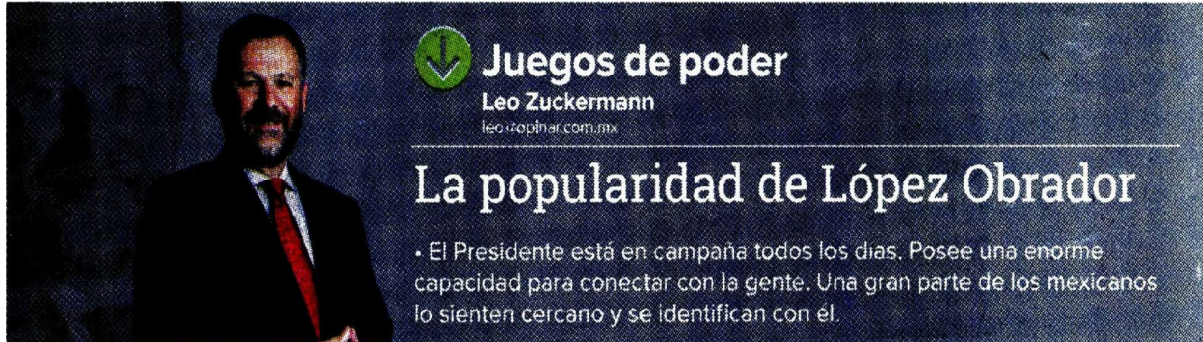 Juegos de poder
Leo Zuckermann
leo@opinar.com.mx
La popularidad de López Obrador
• El Presidente está en campaña todos los días. Posee una enorme
capacidad para conectar con la gente. Una gran parte de los mexicanos
lo sienten cercano y se identifican con él.